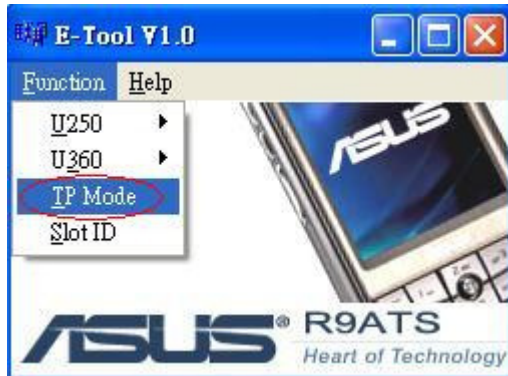 E-Tool V1.0
Function Help
U250
U360
TP Mode
Slot ID
ASUS
ASUS® R9ATS
Heart of Technology